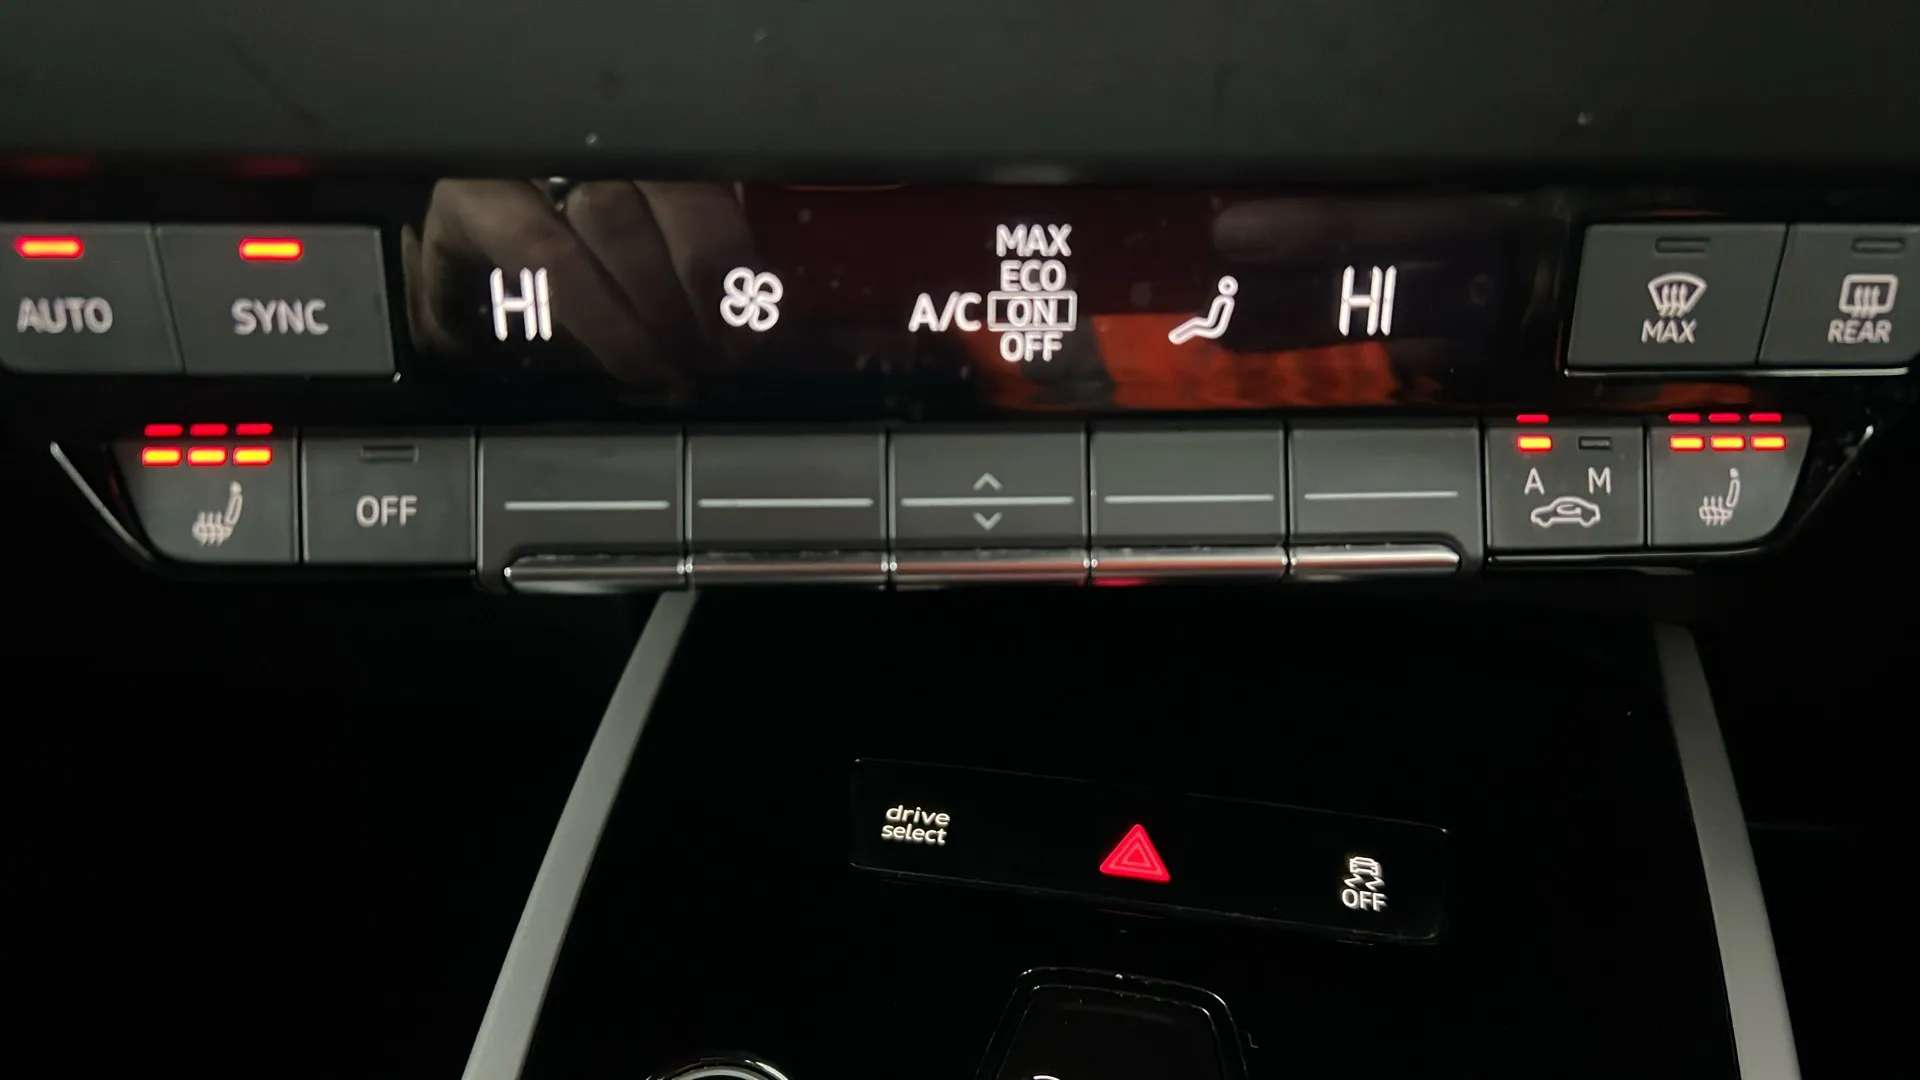 AUTO
SYNC
HI
A/C
MAX
ECO
ON
OFF
HI
MAX
REAR
OFF
A M
drive
select
OFF